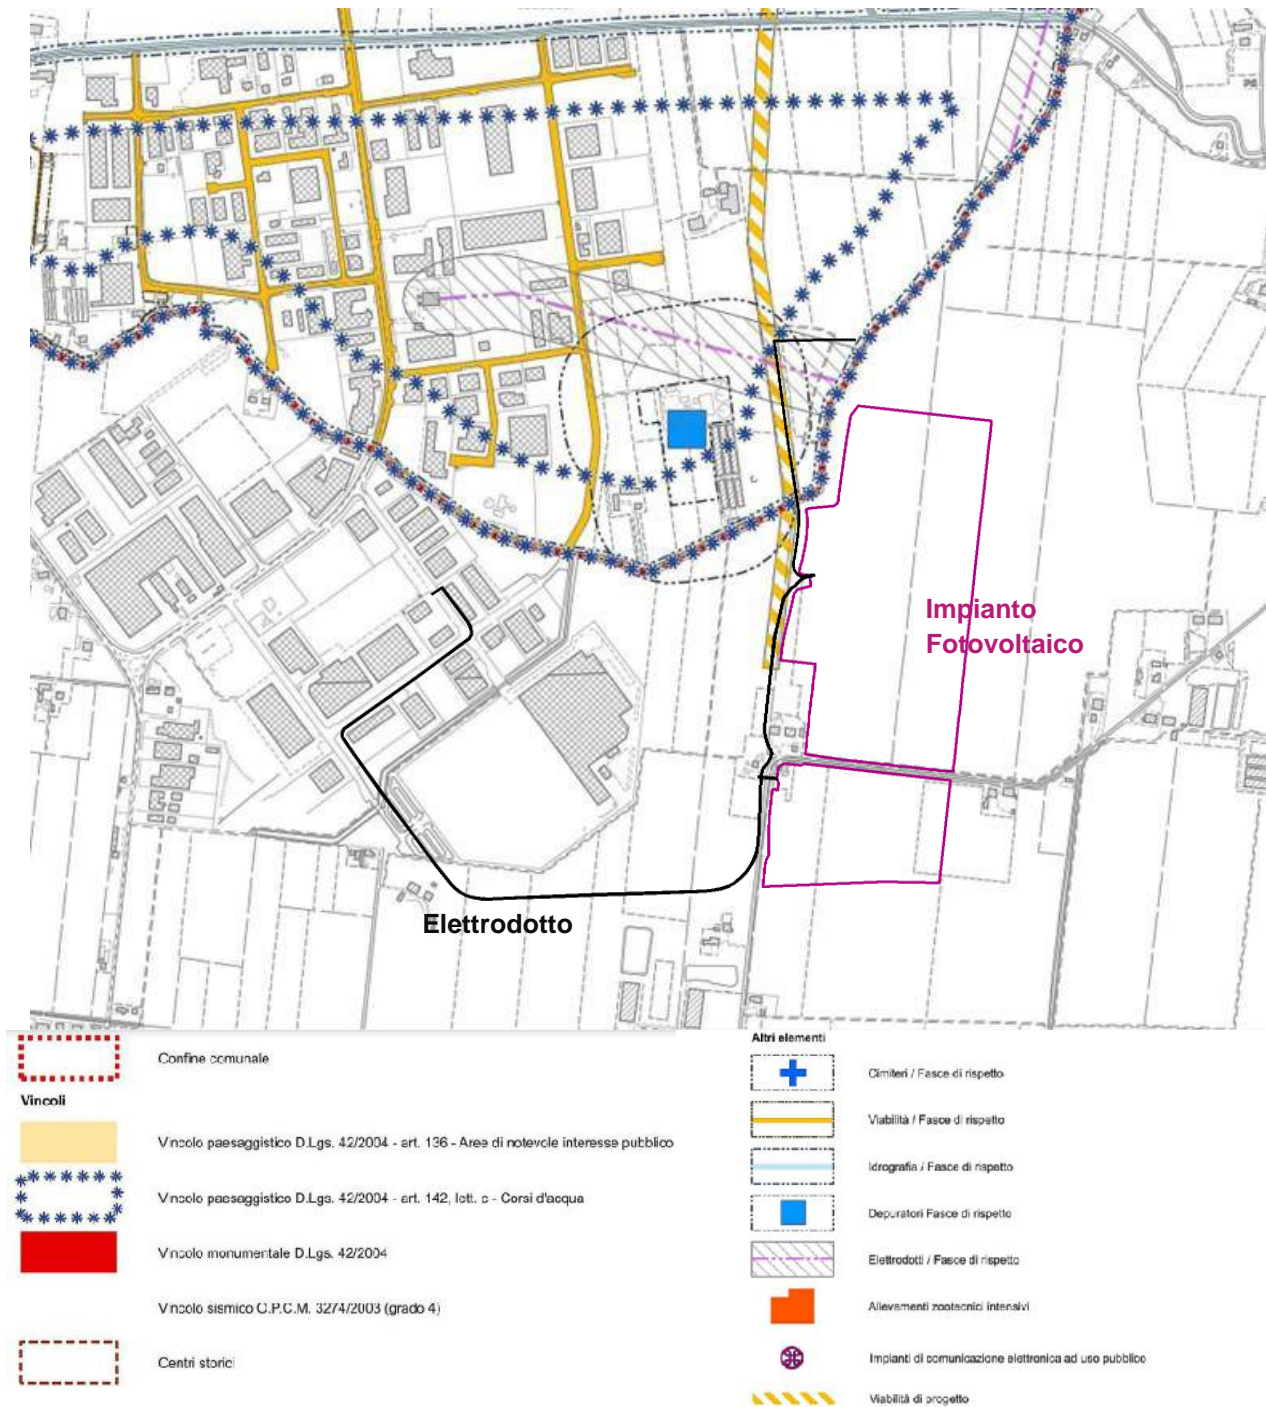 Impianto
Fotovoltaico
Elettrodotto
Confine comunale
Vincoli
Vincolo paesaggistico D.Lgs. 42/2004 - art. 136 - Aree di notevole interesse pubblico
Vincolo paesaggistico D.Lgs. 42/2004 - art. 142, lett. c - Corsi d'acqua
Vincolo monumentale D.Lgs. 42/2004
Vincolo sismico O.P.C.M. 3274/2003 (grado 4)
Centri storici
Altri elementi
Cimiteri / Fasce di rispetto
Viabilità / Fasce di rispetto
Idrografia / Fasce di rispetto
Depuratori Fasce di rispetto
Elettrodotti / Fasce di rispetto
Allevamenti zootecnici intensivi
Impianti di comunicazione elettronica ad uso pubblico
Viabilità di progetto